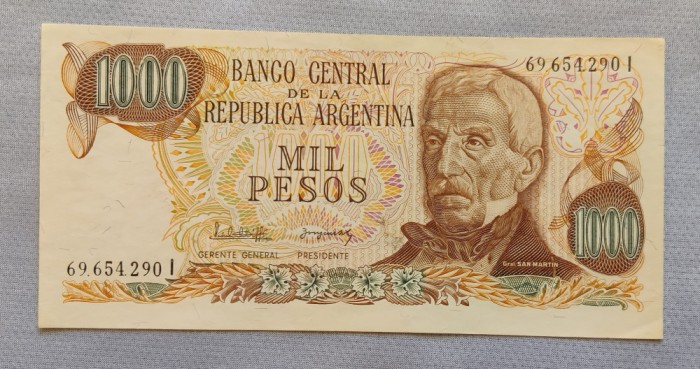 1000
69.654.290 I
BANCO CENTRAL
DE LA
REPUBLICA ARGENTINA
MIL
PESOS
GERENTE GENERAL PRESIDENTE
69.654.290 I
Gral. SAN MARTIN
1000